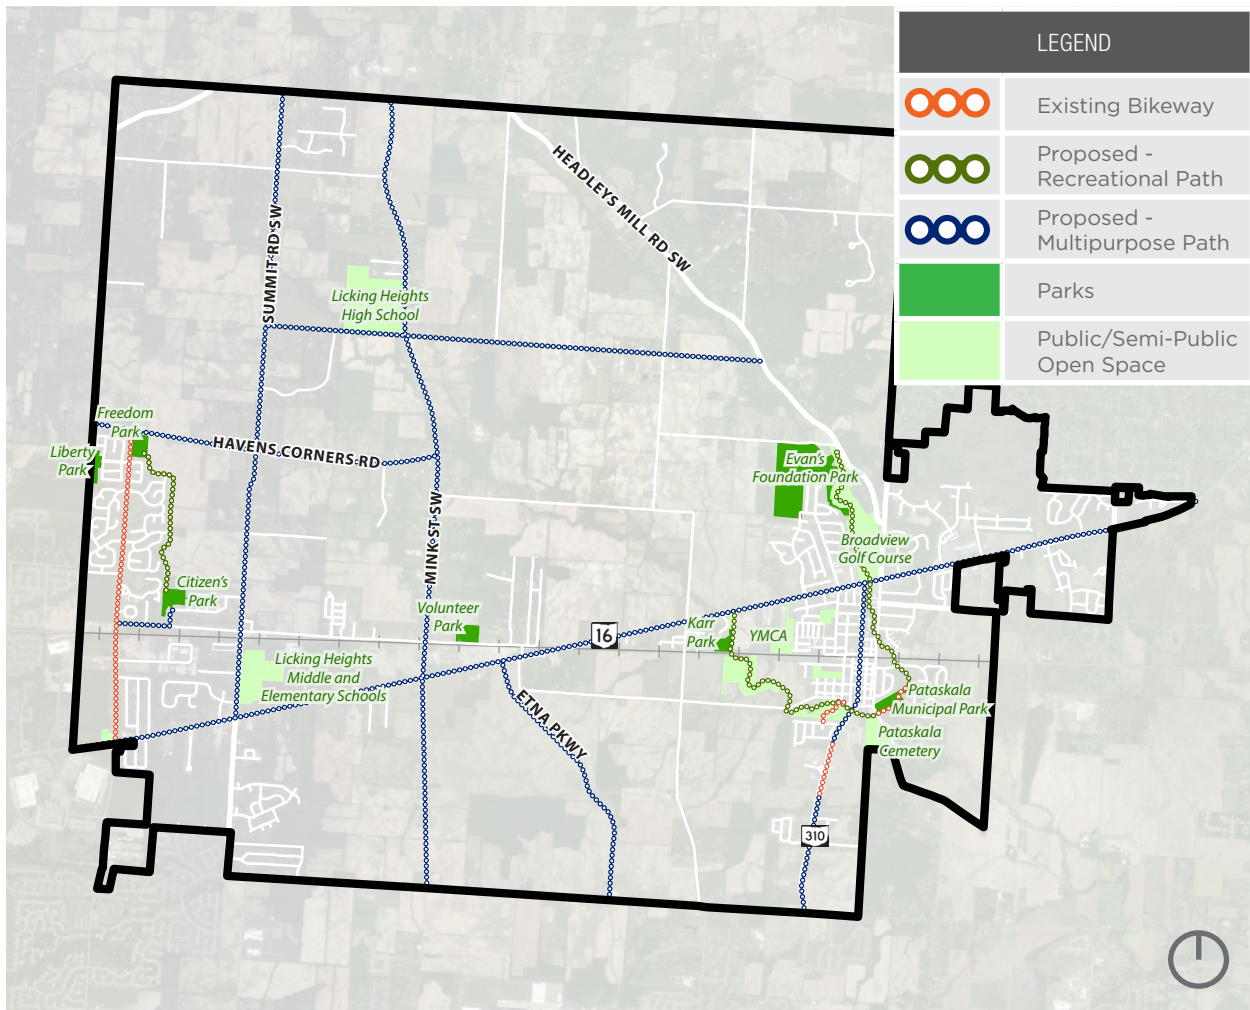 LEGEND
Existing Bikeway
Proposed -
Recreational Path
Proposed -
Multipurpose Path
Parks
Public/Semi-Public
Open Space
HEADLEYS MILL RD SW
SUMMIT RD SW
Licking Heights
High School
Freedom
Park
Liberty
Park
HAVENS CORNERS RD
MINK ST SW
Evan's
Foundation Park
Broadview
Golf Course
Citizen's
Park
Volunteer
Park
16
Karr
Park
YMCA
Licking Heights
Middle and
Elementary Schools
ETNA PKWY
Pataskala
Municipal Park
Pataskala
Cemetery
310